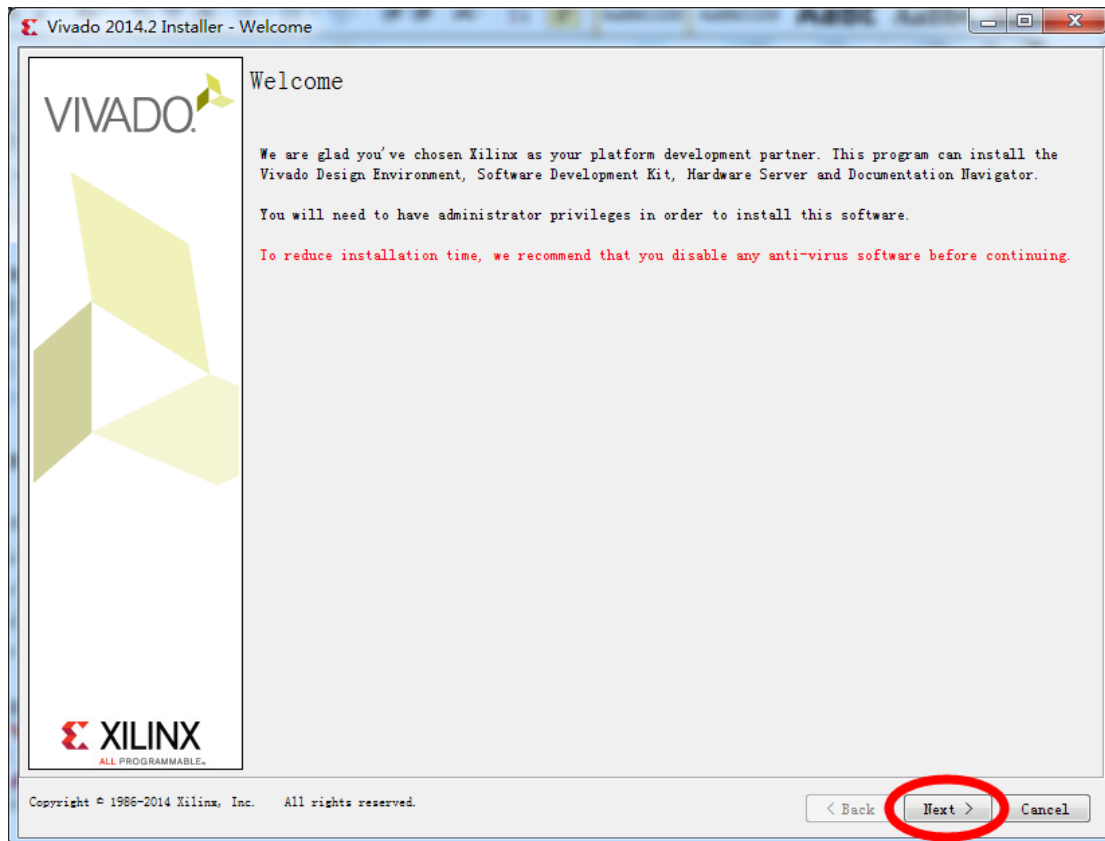 Vivado 2014.2 Installer - Welcome
VIVADO.
Welcome
We are glad you've chosen Xilinx as your platform development partner. This program can install the
Vivado Design Environment, Software Development Kit, Hardware Server and Documentation Navigator.
You will need to have administrator privileges in order to install this software.
To reduce installation time, we recommend that you disable any anti-virus software before continuing.
XILINX
ALL PROGRAMMABLE™
Copyright © 1986-2014 Xilinx, Inc. All rights reserved.
< Back Next > Cancel